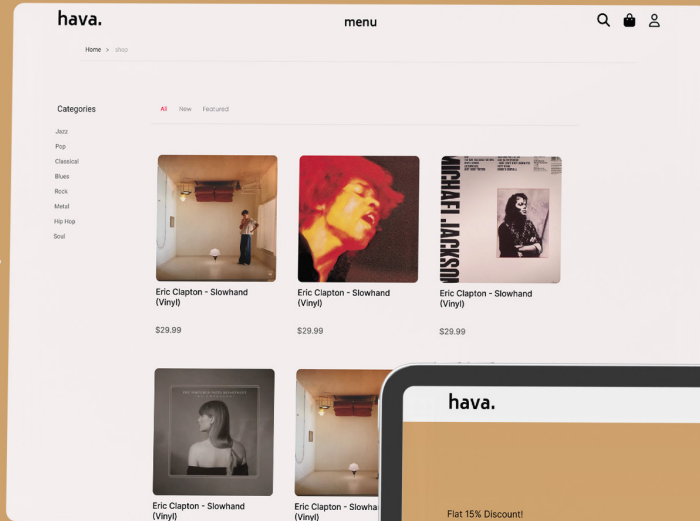 hava.
menu
Home > shop
Categories
All New Featured
Jazz
Pop
Classical
Blues
Rock
Metal
Hip Hop
Soul
MICHAEL JACKSON
Eric Clapton - Slowhand
(Vinyl)
$29.99
Eric Clapton - Slowhand
(Vinyl)
$29.99
Eric Clapton - Slowhand
(Vinyl)
$29.99
Eric Clapton - Slowhand
(Vinyl)
Eric Clapton - Slowhand
(Vinyl)
hava.
Flat 15% Discount!